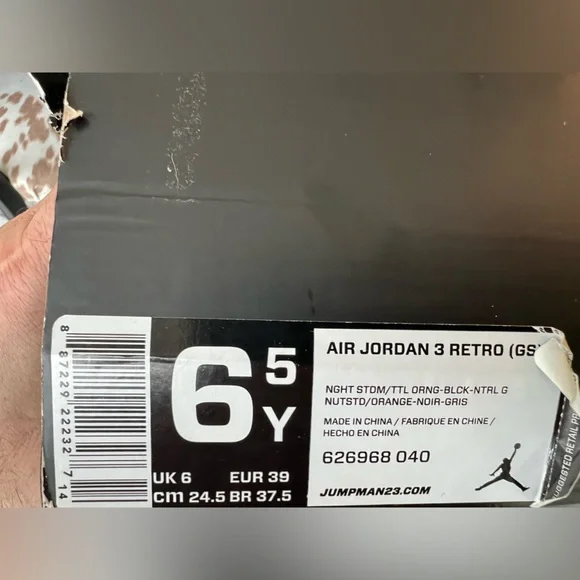 8 87229 22232 7 14
6 5 Y
UK 6 EUR 39
cm 24.5 BR 37.5
AIR JORDAN 3 RETRO (GS)
NGHT STDM/TTL ORNG-BLCK-NTRL G
NUTSTD/ORANGE-NOIR-GRIS
MADE IN CHINA / FABRIQUE EN CHINE /
HECHO EN CHINA
626968 040
JUMPMAN23.COM
RETAIL